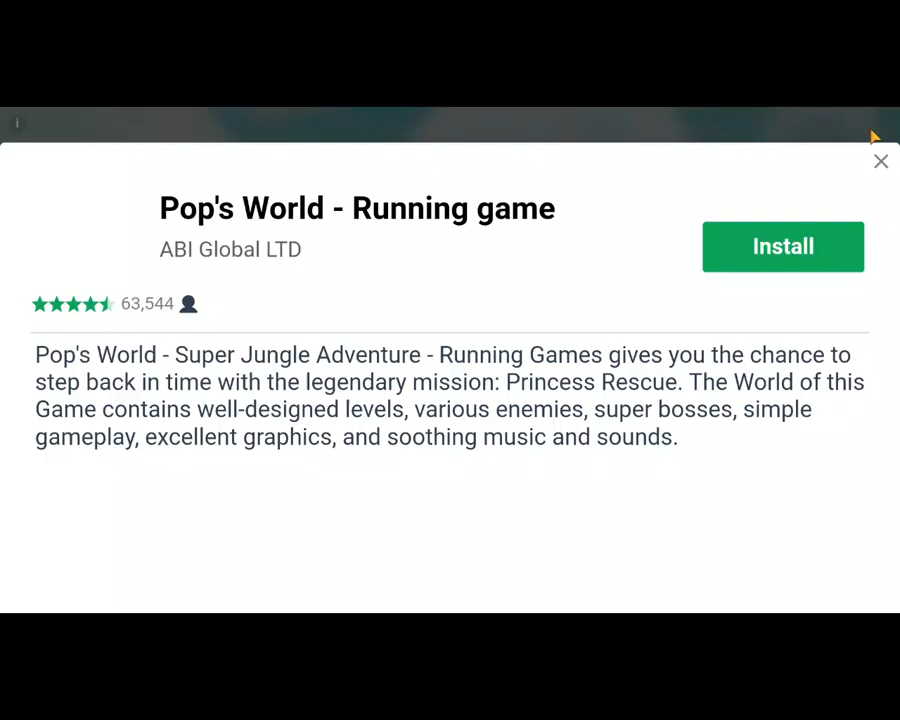 Pop's World - Running game
ABI Global LTD
Install
63,544
Pop's World - Super Jungle Adventure - Running Games gives you the chance to
step back in time with the legendary mission: Princess Rescue. The World of this
Game contains well-designed levels, various enemies, super bosses, simple
gameplay, excellent graphics, and soothing music and sounds.